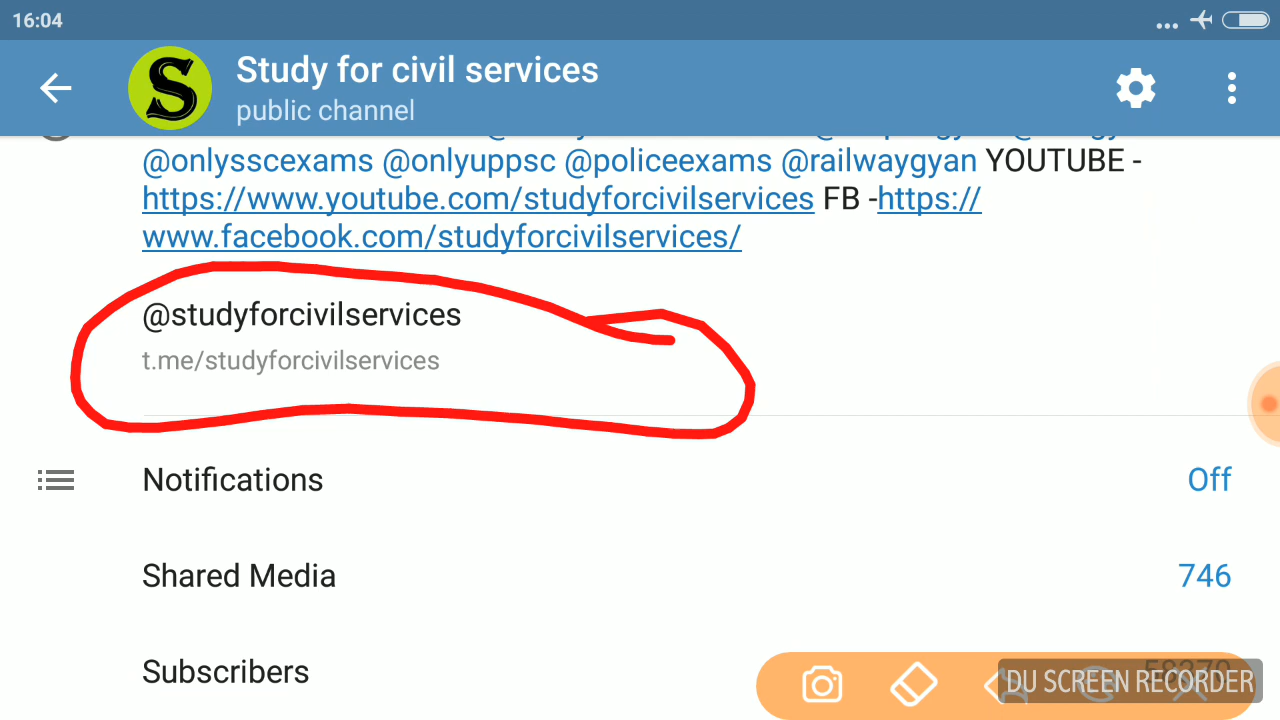 16:04
Study for civil services
public channel
@onlysscexams @onlyuppsc @policeexams @railwaygyan YOUTUBE -
https://www.youtube.com/studyforcivilservices FB -https://
www.facebook.com/studyforcivilservices/
@studyforcivilservices
t.me/studyforcivilservices
Notifications Off
Shared Media 746
Subscribers
DU SCREEN RECORDER